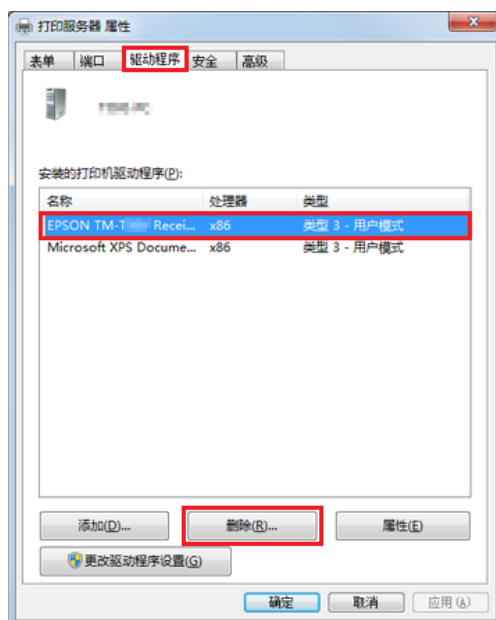 打印服务器 属性
表单 端口 驱动程序 安全 高级
安装的打印机驱动程序(P):
名称 处理器 类型
EPSON TM-T Recei... x86 类型 3 - 用户模式
Microsoft XPS Docume... x86 类型 3 - 用户模式
添加(D)... 删除(R)... 属性(E)
更改驱动程序设置(G)
确定 取消 应用(A)